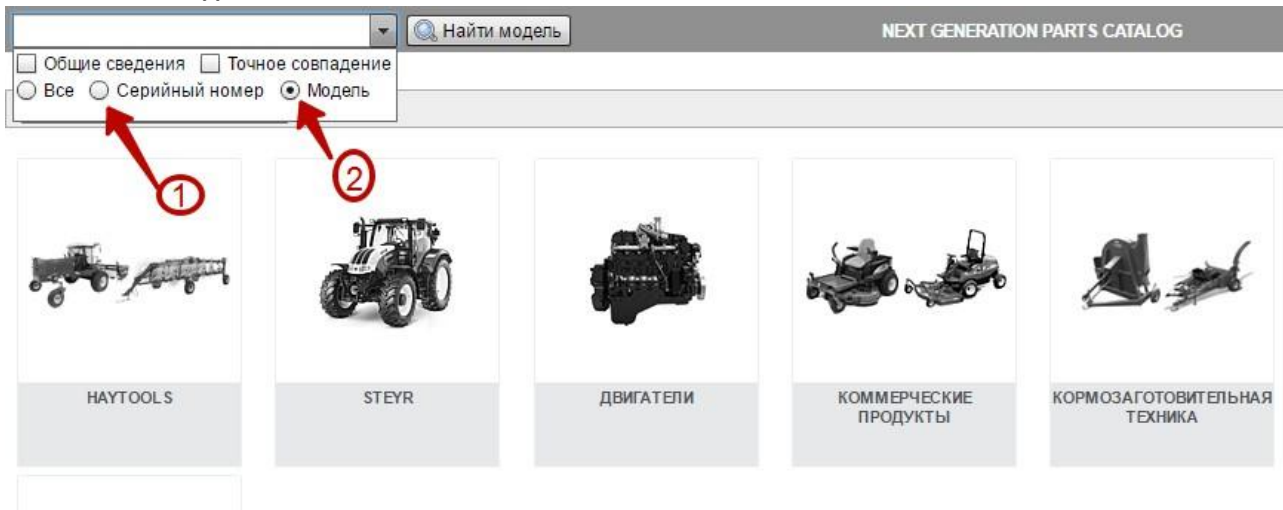 Найти модель
NEXT GENERATION PARTS CATALOG
Общие сведения Точное совпадение
Все Серийный номер Модель
1
2
HAYTOOLS
STEYR
ДВИГАТЕЛИ
КОММЕРЧЕСКИЕ
ПРОДУКТЫ
КОРМОЗАГОТОВИТЕЛЬНАЯ
ТЕХНИКА